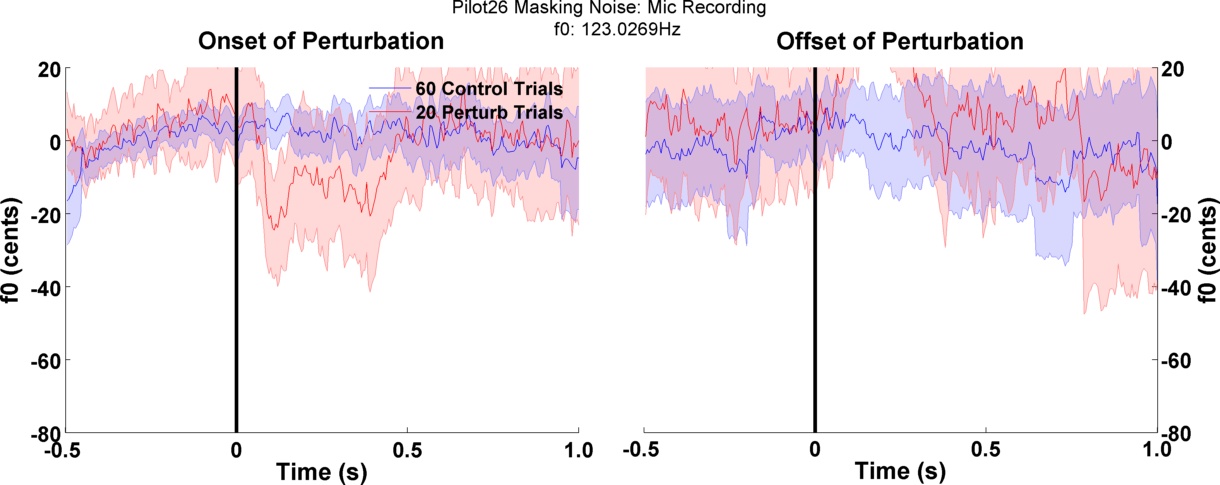 Pilot26 Masking Noise: Mic Recording
f0: 123.0269Hz
Onset of Perturbation
20
0
-20
-40
-60
-80
f0 (cents)
60 Control Trials
20 Perturb Trials
-0.5
0
0.5
1.0
Time (s)
Offset of Perturbation
20
0
-20
-40
-60
-80
f0 (cents)
-0.5
0
0.5
1.0
Time (s)